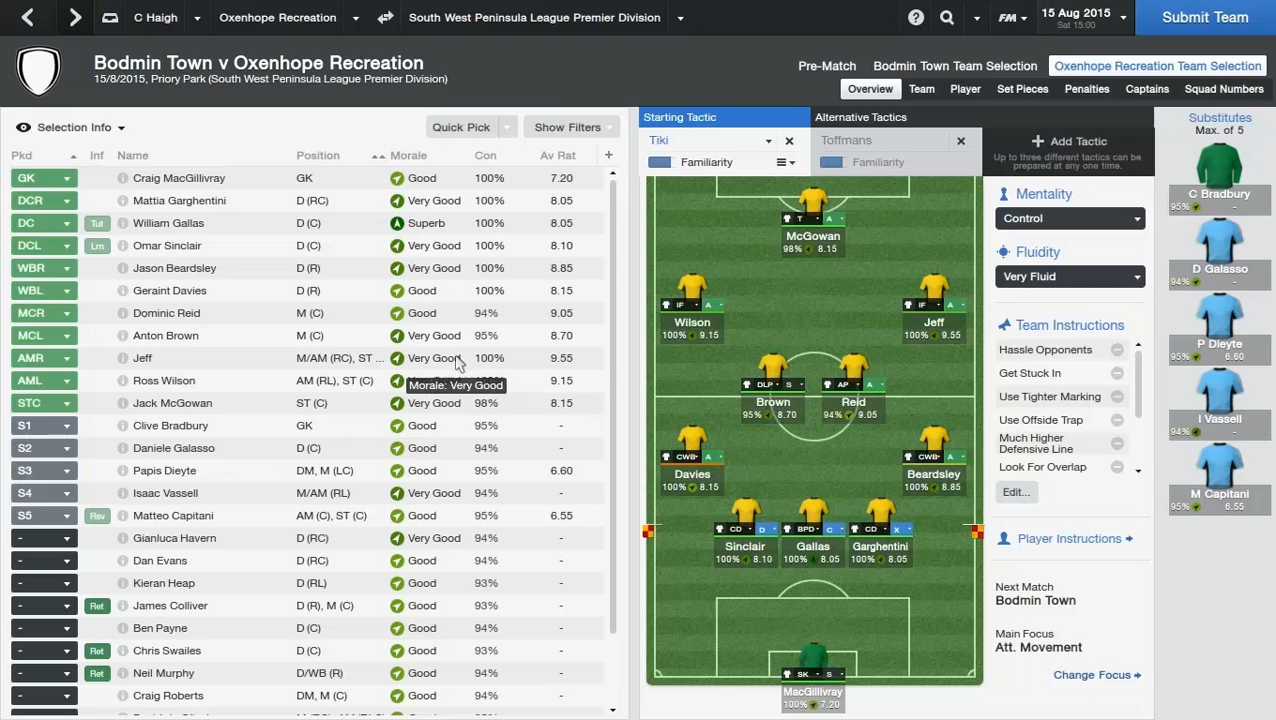 C Haigh
Oxenhope Recreation
South West Peninsula League Premier Division
FM
15 Aug 2015
Sat 15:00
Submit Team
Bodmin Town v Oxenhope Recreation
15/8/2015, Priory Park (South West Peninsula League Premier Division)
Pre-Match
Bodmin Town Team Selection
Oxenhope Recreation Team Selection
Overview
Team
Player
Set Pieces
Penalties
Captains
Squad Numbers
Selection Info
Quick Pick
Show Filters
Pkd Inf Name Position Morale Con Av Rat +
GK Craig MacGillivray GK Good 100% 7.20
DCR Mattia Garghentini D (RC) Very Good 100% 8.05
DC Tut William Gallas D (C) Superb 100% 8.05
DCL Lrn Omar Sinclair D (C) Very Good 100% 8.10
WBR Jason Beardsley D (R) Very Good 100% 8.85
WBL Geraint Davies D (R) Good 100% 8.15
MCR Dominic Reid M (C) Good 94% 9.05
MCL Anton Brown M (C) Very Good 95% 8.70
AMR Jeff M/AM (RC), ST ... Very Good 100% 9.55
AML Ross Wilson AM (RL), ST (C) 9.15
Morale: Very Good
STC Jack McGowan ST (C) Very Good 98% 8.15
S1 Clive Bradbury GK Good 95% -
S2 Daniele Galasso D (C) Good 94% -
S3 Papis Dieyte DM, M (LC) Good 95% 6.60
S4 Isaac Vassell M/AM (RL) Very Good 94% -
S5 Rsv Matteo Capitani AM (C), ST (C) Good 95% 6.55
- Gianluca Havern D (RC) Very Good 94% -
- Dan Evans D (RC) Good 94% -
- Kieran Heap D (RL) Good 93% -
- Ret James Colliver D (R), M (C) Good 93% -
- Ben Payne D (C) Good 94% -
- Ret Chris Swailes D (C) Good 93% -
- Ret Neil Murphy D/WB (R) Good 94% -
- Craig Roberts DM, M (C) Good 94% -
Starting Tactic
Alternative Tactics
Tiki
Familiarity
Toffmans
Familiarity
Add Tactic
Up to three different tactics can be
prepared at any one time.
T A
McGowan
98% 8.15
IF A
Wilson
100% 9.15
IF A
Jeff
100% 9.55
DLP S
Brown
95% 8.70
AP A
Reid
94% 9.05
CWB A
Davies
100% 8.15
CWB A
Beardsley
100% 8.85
CD D
Sinclair
100% 8.10
BPD C
Gallas
100% 8.05
CD X
Garghentini
100% 8.05
SK S
MacGillivray
100% 7.20
Mentality
Control
Fluidity
Very Fluid
Team Instructions
Hassle Opponents
Get Stuck In
Use Tighter Marking
Use Offside Trap
Much Higher
Defensive Line
Look For Overlap
Edit...
Player Instructions
Next Match
Bodmin Town
Main Focus
Att. Movement
Change Focus
Substitutes
Max. of 5
C Bradbury
95% -
D Galasso
94% -
P Dieyte
95% 6.60
I Vassell
94% -
M Capitani
95% 6.55